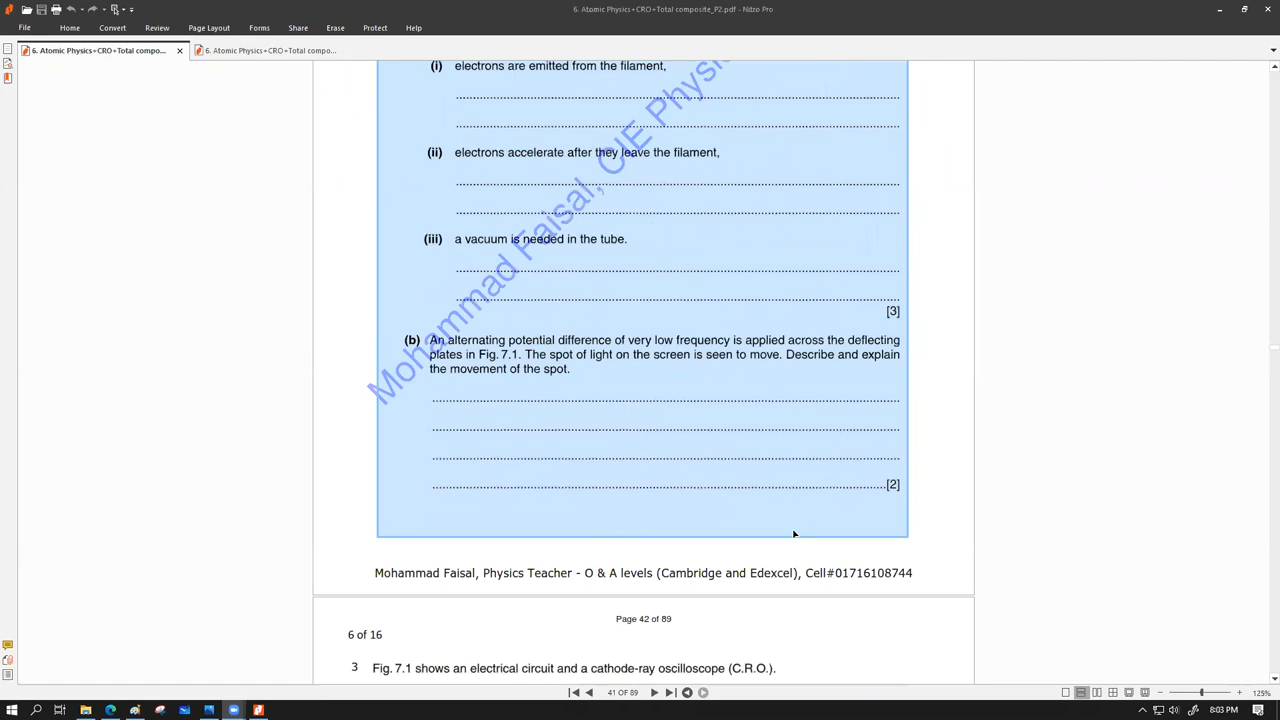 6. Atomic Physics+CRO+Total composite_P2.pdf - Nitro Pro
File Home Convert Review Page Layout Forms Share Erase Protect Help
6. Atomic Physics+CRO+Total compo... × 6. Atomic Physics+CRO+Total compo...
(i) electrons are emitted from the filament,
(ii) electrons accelerate after they leave the filament,
(iii) a vacuum is needed in the tube.
[3]
(b) An alternating potential difference of very low frequency is applied across the deflecting
plates in Fig. 7.1. The spot of light on the screen is seen to move. Describe and explain
the movement of the spot.
[2]
Mohammad Faisal, CIE Physi
Mohammad Faisal, Physics Teacher - O & A levels (Cambridge and Edexcel), Cell#01716108744
Page 42 of 89
6 of 16
3 Fig. 7.1 shows an electrical circuit and a cathode-ray oscilloscope (C.R.O.).
41 OF 89
125%
8:03 PM